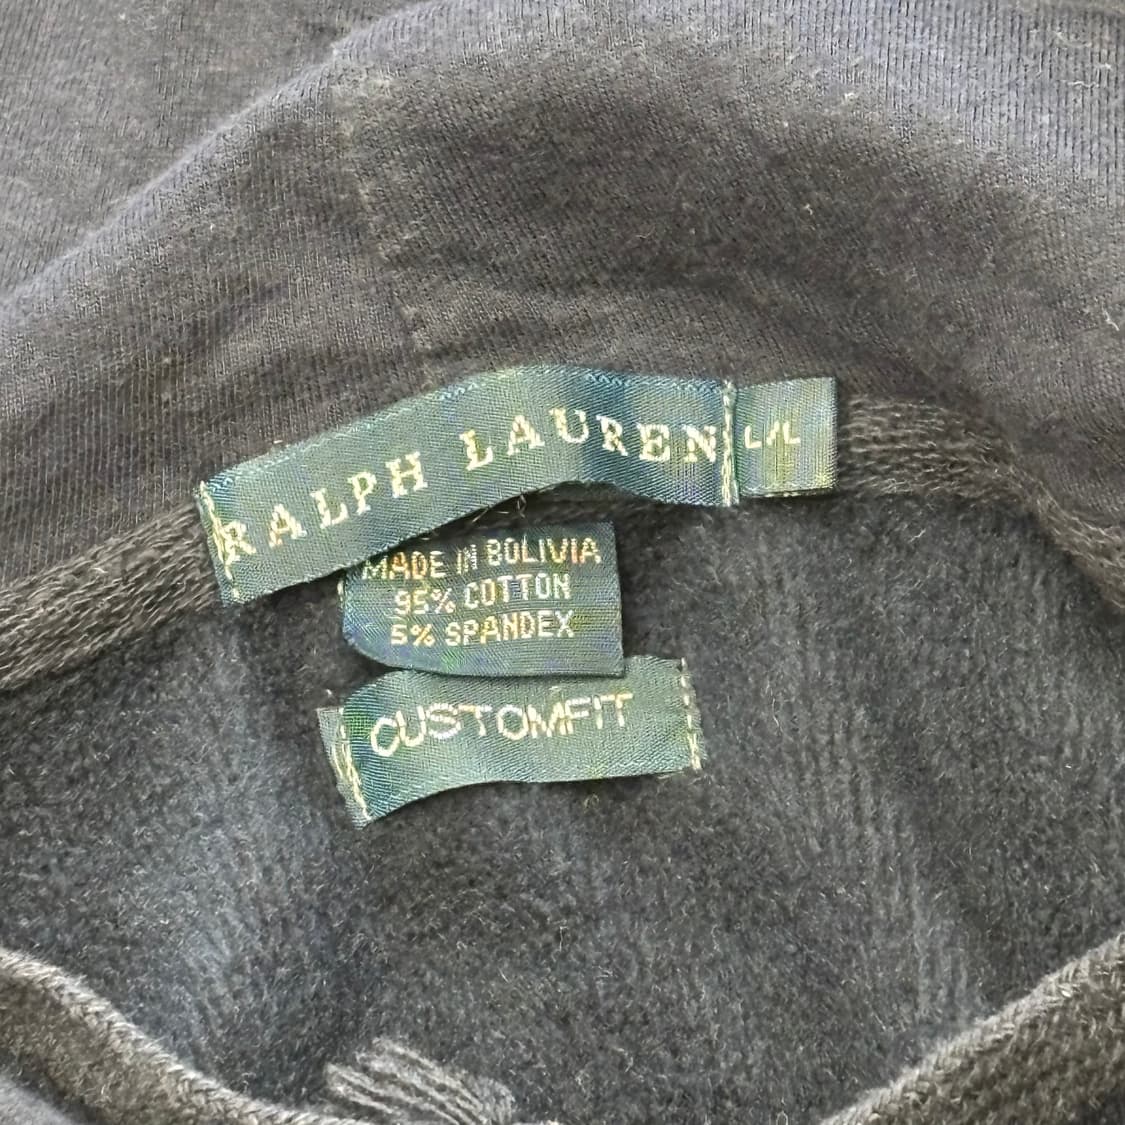 RALPH LAUREN L/L
MADE IN BOLIVIA
95% COTTON
5% SPANDEX
CUSTOMFIT